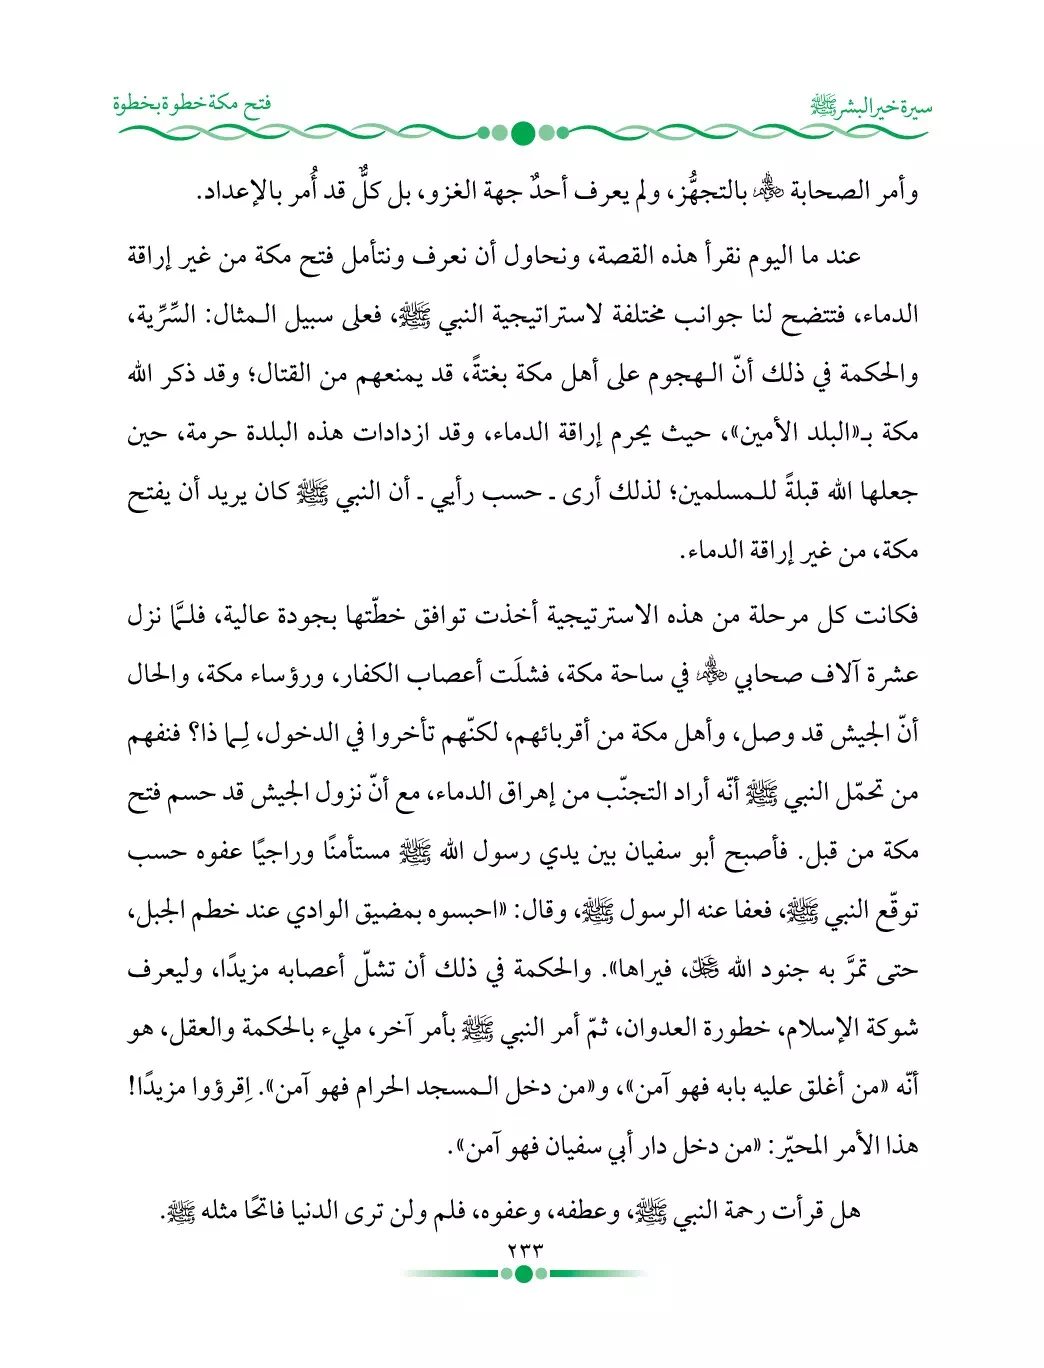 سيرة خير البشر ﷺ
فتح مكة خطوة بخطوة
وأمر الصحابة ﵃ بالتجهُّز، ولم يعرف أحدٌ جهة الغزو، بل كلٌّ قد أُمر بالإعداد.
عند ما اليوم نقرأ هذه القصة، ونحاول أن نعرف ونتأمل فتح مكة من غير إراقة
الدماء، فتتضح لنا جوانب مختلفة لاستراتيجية النبي ﷺ، فعلى سبيل الـمثال: السِّرِّية،
والحكمة في ذلك أنّ الـهجوم على أهل مكة بغتةً، قد يمنعهم من القتال؛ وقد ذكر الله
مكة بـ«البلد الأمين»، حيث يحرم إراقة الدماء، وقد ازدادات هذه البلدة حرمة، حين
جعلها الله قبلةً للـمسلمين؛ لذلك أرى ـ حسب رأيي ـ أن النبي ﷺ كان يريد أن يفتح
مكة، من غير إراقة الدماء.
فكانت كل مرحلة من هذه الاسترتيجية أخذت توافق خطّتها بجودة عالية، فلـمَّا نزل
عشرة آلاف صحابي ﵃ في ساحة مكة، فشلَت أعصاب الكفار، ورؤساء مكة، والحال
أنّ الجيش قد وصل، وأهل مكة من أقربائهم، لكنّهم تأخروا في الدخول، لِـما ذا؟ فنفهم
من تحمّل النبي ﷺ أنّه أراد التجنّب من إهراق الدماء، مع أنّ نزول الجيش قد حسم فتح
مكة من قبل. فأصبح أبو سفيان بين يدي رسول الله ﷺ مستأمنًا وراجيًا عفوه حسب
توقّع النبي ﷺ، فعفا عنه الرسول ﷺ، وقال: «احبسوه بمضيق الوادي عند خطم الجبل،
حتى تمرَّ به جنود الله ﷿، فيراها». والحكمة في ذلك أن تشلّ أعصابه مزيدًا، وليعرف
شوكة الإسلام، خطورة العدوان، ثمّ أمر النبي ﷺ بأمر آخر، مليء بالحكمة والعقل، هو
أنّه «من أغلق عليه بابه فهو آمن»، و«من دخل الـمسجد الحرام فهو آمن». اِقرؤوا مزيدًا!
هذا الأمر المحيّر: «من دخل دار أبي سفيان فهو آمن».
هل قرأت رحمة النبي ﷺ، وعطفه، وعفوه، فلم ولن ترى الدنيا فاتحًا مثله ﷺ.
٢٣٣